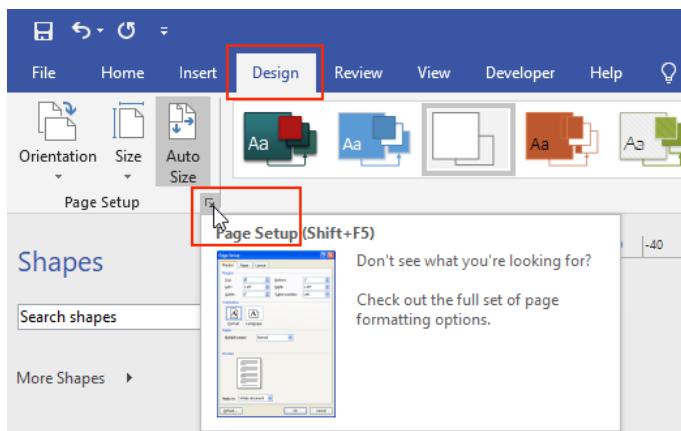 File Home Insert Design Review View Developer Help
Orientation Size Auto Size
Aa Aa Aa Aa
Page Setup
Page Setup (Shift+F5)
-40
Shapes
Don't see what you're looking for?
Search shapes
Check out the full set of page
formatting options.
More Shapes
Page Setup